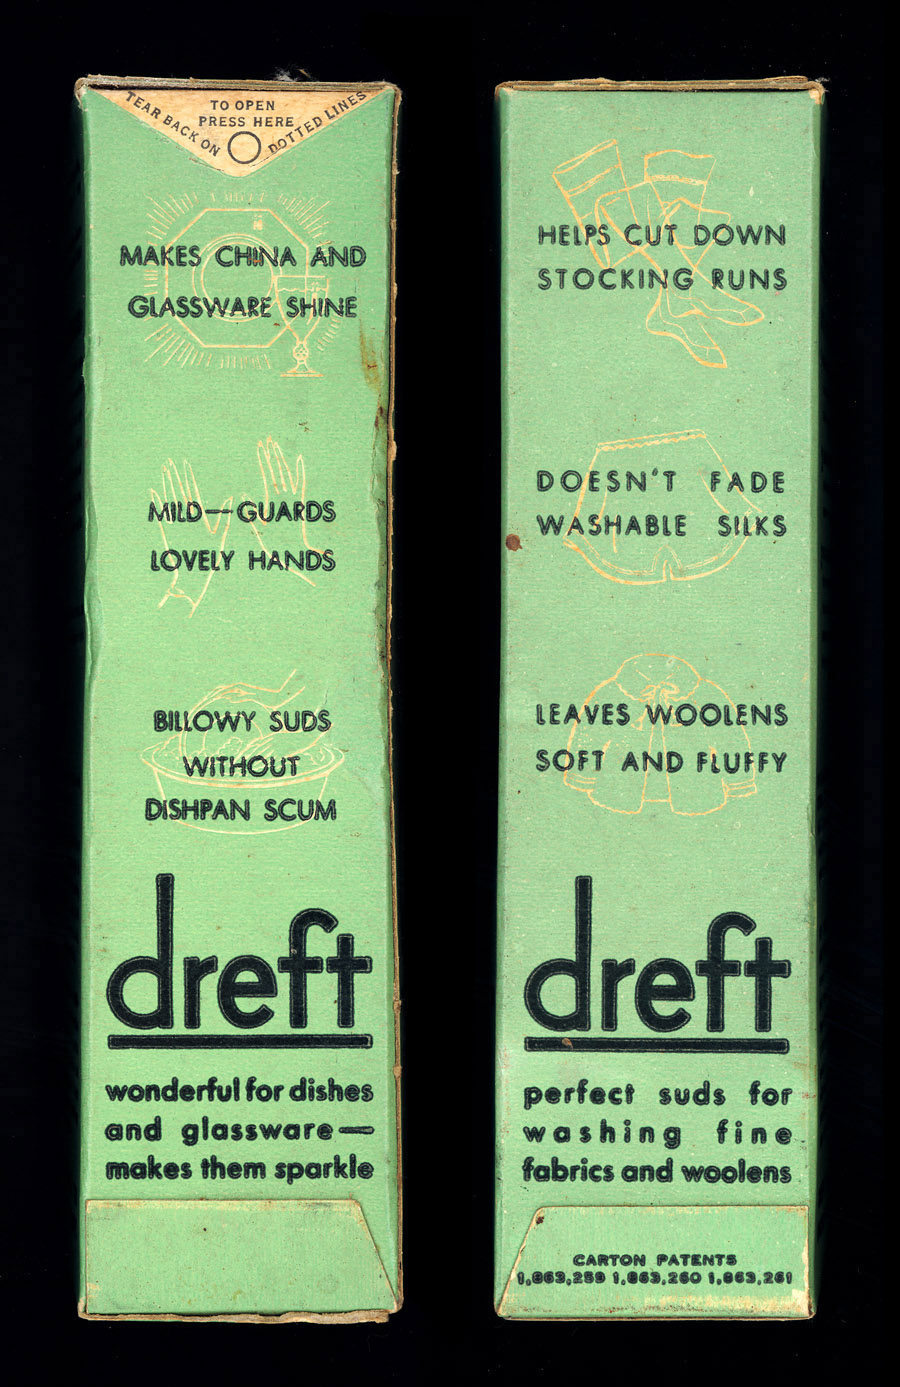 TO OPEN
PRESS HERE
TEAR BACK ON DOTTED LINES
MAKES CHINA AND
GLASSWARE SHINE
MILD—GUARDS
LOVELY HANDS
BILLOWY SUDS
WITHOUT
DISHPAN SCUM
dreft
wonderful for dishes
and glassware—
makes them sparkle
HELPS CUT DOWN
STOCKING RUNS
DOESN'T FADE
WASHABLE SILKS
LEAVES WOOLENS
SOFT AND FLUFFY
dreft
perfect suds for
washing fine
fabrics and woolens
CARTON PATENTS
1,863,259 1,863,260 1,863,261